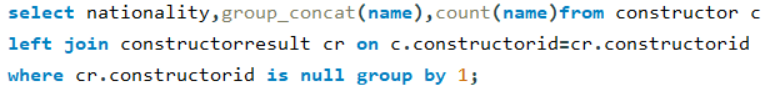 select nationality,group_concat(name),count(name)from constructor c
left join constructorresult cr on c.constructorid=cr.constructorid
where cr.constructorid is null group by 1;